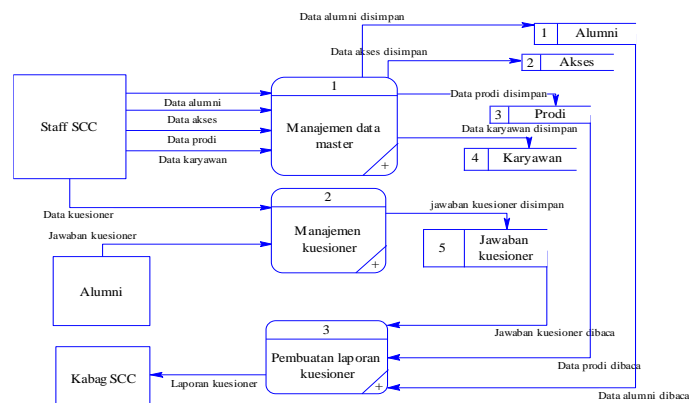 Data alumni disimpan
1 Alumni
Data akses disimpan
2 Akses
Staff SCC
Data alumni
Data akses
Data prodi
Data karyawan
1
Manajemen data
master
+
Data prodi disimpan
3 Prodi
Data karyawan disimpan
4 Karyawan
Data kuesioner
2
Manajemen
kuesioner
+
jawaban kuesioner disimpan
5 Jawaban
kuesioner
Jawaban kuesioner
Alumni
3
Pembuatan laporan
kuesioner
+
Jawaban kuesioner dibaca
Data prodi dibaca
Data alumni dibaca
Kabag SCC
Laporan kuesioner